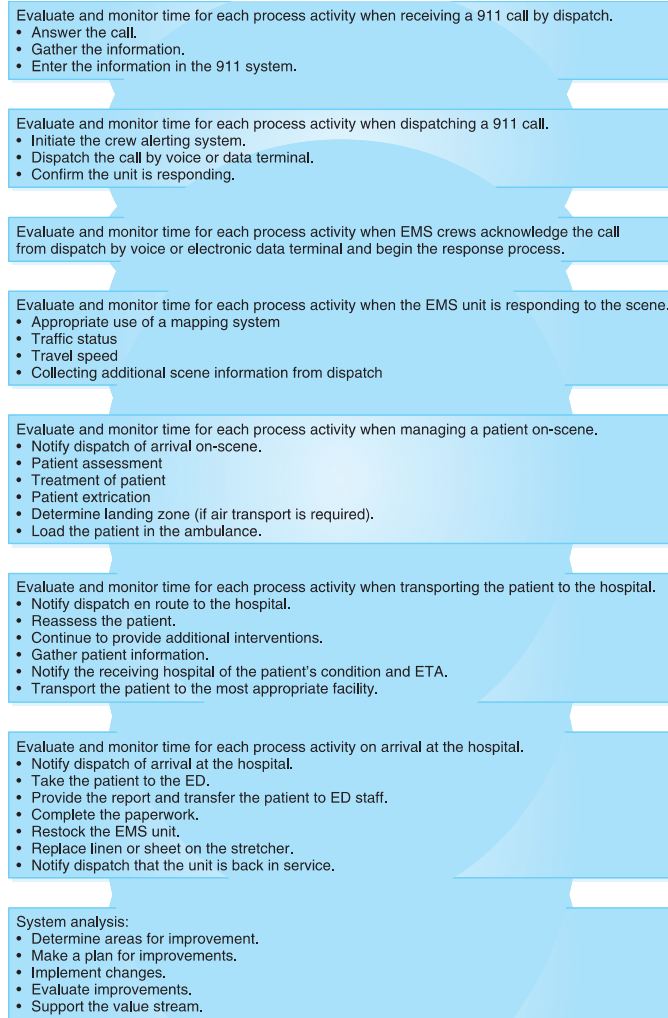 Evaluate and monitor time for each process activity when receiving a 911 call by dispatch.
• Answer the call.
• Gather the information.
• Enter the information in the 911 system.
Evaluate and monitor time for each process activity when dispatching a 911 call.
• Initiate the crew alerting system.
• Dispatch the call by voice or data terminal.
• Confirm the unit is responding.
Evaluate and monitor time for each process activity when EMS crews acknowledge the call
from dispatch by voice or electronic data terminal and begin the response process.
Evaluate and monitor time for each process activity when the EMS unit is responding to the scene.
• Appropriate use of a mapping system
• Traffic status
• Travel speed
• Collecting additional scene information from dispatch
Evaluate and monitor time for each process activity when managing a patient on-scene.
• Notify dispatch of arrival on-scene.
• Patient assessment
• Treatment of patient
• Patient extrication
• Determine landing zone (if air transport is required).
• Load the patient in the ambulance.
Evaluate and monitor time for each process activity when transporting the patient to the hospital.
• Notify dispatch en route to the hospital.
• Reassess the patient.
• Continue to provide additional interventions.
• Gather patient information.
• Notify the receiving hospital of the patient's condition and ETA.
• Transport the patient to the most appropriate facility.
Evaluate and monitor time for each process activity on arrival at the hospital.
• Notify dispatch of arrival at the hospital.
• Take the patient to the ED.
• Provide the report and transfer the patient to ED staff.
• Complete the paperwork.
• Restock the EMS unit.
• Replace linen or sheet on the stretcher.
• Notify dispatch that the unit is back in service.
System analysis:
• Determine areas for improvement.
• Make a plan for improvements.
• Implement changes.
• Evaluate improvements.
• Support the value stream.